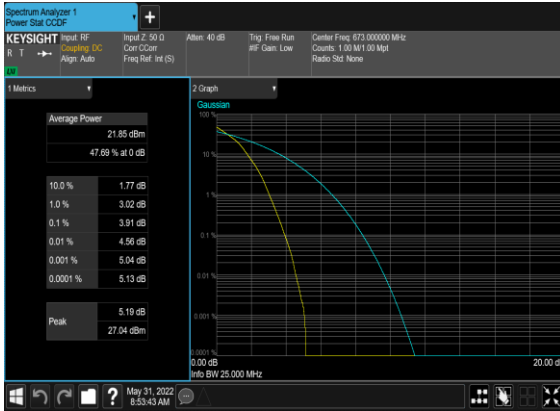 Spectrum Analyzer 1
Power Stat CCDF
KEYSIGHT
R T
Input: RF
Coupling: DC
Align: Auto
Input Z: 50 Ω
Corr CCorr
Freq Ref: Int (S)
Atten: 40 dB
Trig: Free Run
#IF Gain: Low
Center Freq: 673.000000 MHz
Counts: 1.00 M/1.00 Mpt
Radio Std: None
1 Metrics
Average Power
21.85 dBm
47.69 % at 0 dB
10.0 % 1.77 dB
1.0 % 3.02 dB
0.1 % 3.91 dB
0.01 % 4.56 dB
0.001 % 5.04 dB
0.0001 % 5.13 dB
Peak
5.19 dB
27.04 dBm
2 Graph
Gaussian
100 %
10 %
1 %
0.1 %
0.01 %
0.001 %
0.0001 %
0.00 dB
20.00 d
Info BW 25.000 MHz
?
May 31, 2022
8:53:43 AM